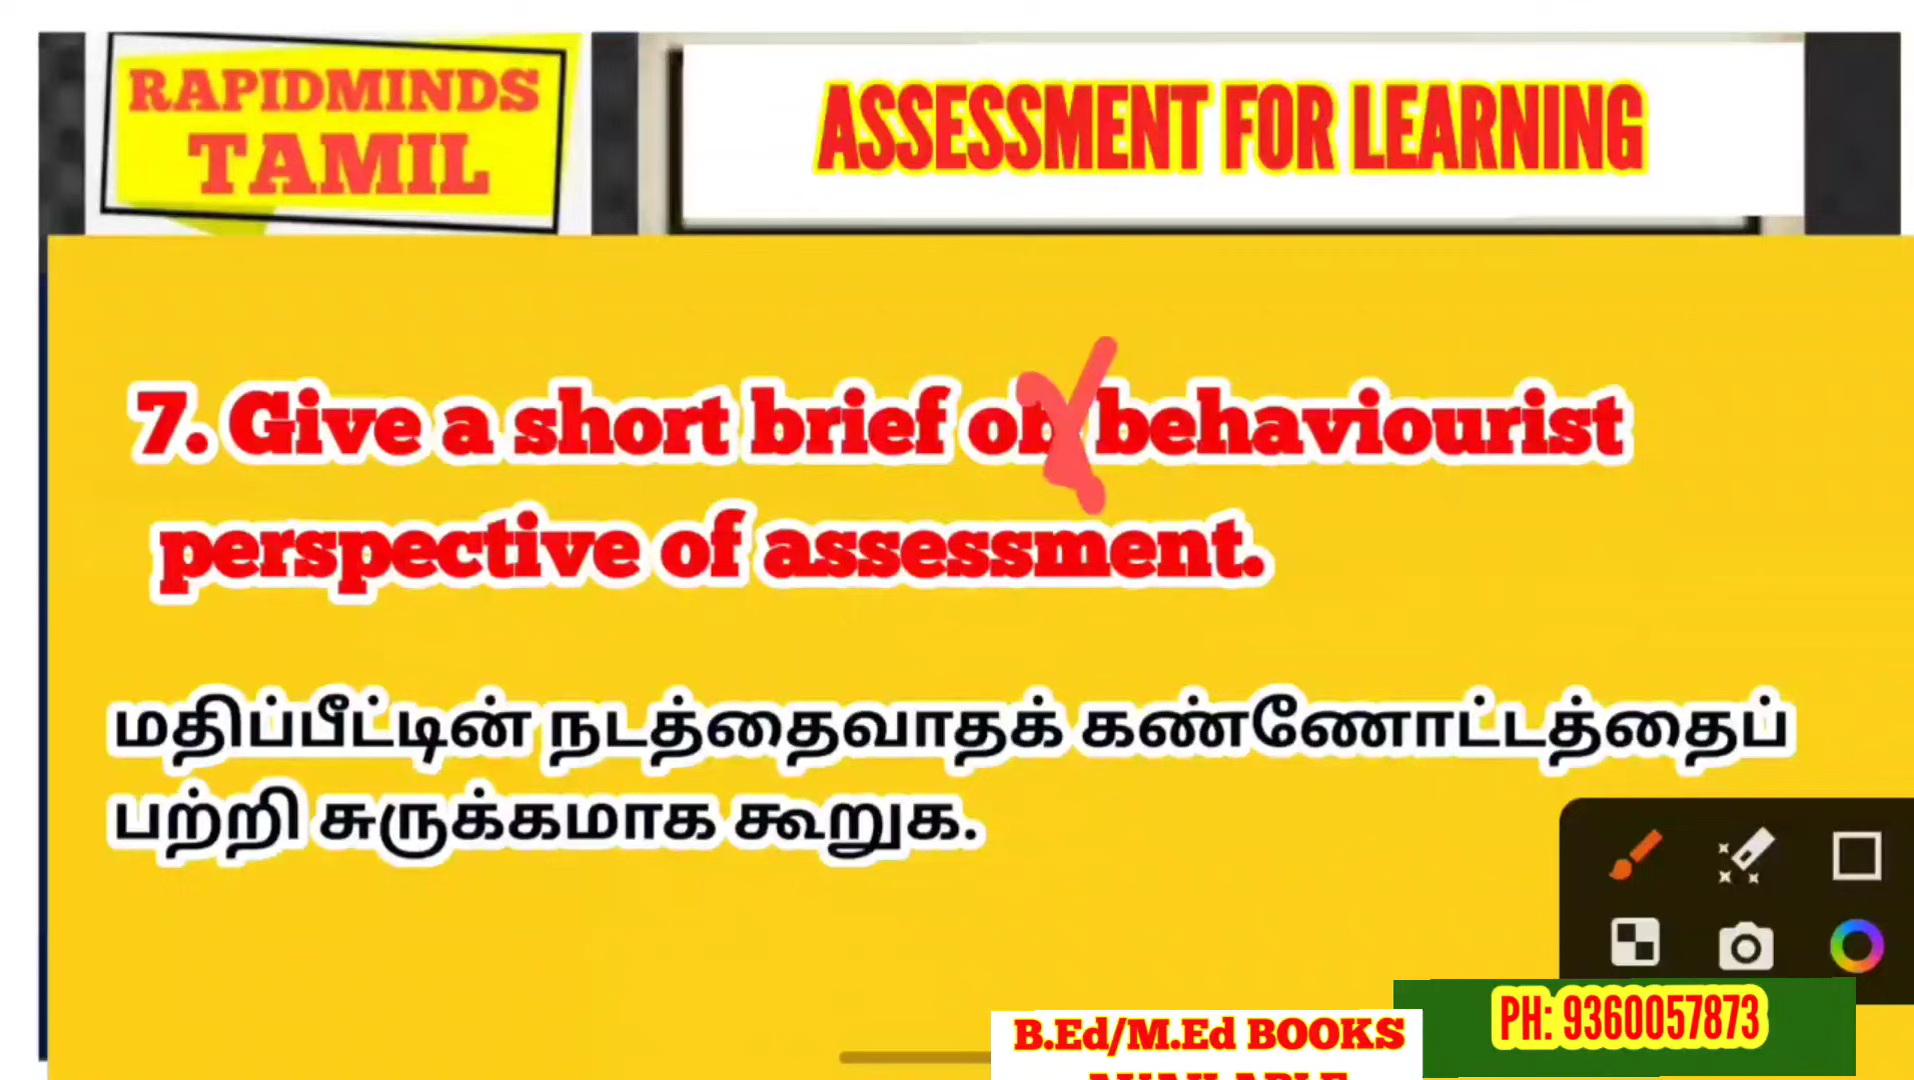 RAPIDMINDS
TAMIL
ASSESSMENT FOR LEARNING
7. Give a short brief on behaviourist
perspective of assessment.
மதிப்பீட்டின் நடத்தைவாதக் கண்ணோட்டத்தைப்
பற்றி சுருக்கமாக கூறுக.
PH: 9360057873
B.Ed/M.Ed BOOKS
AVAILABLE